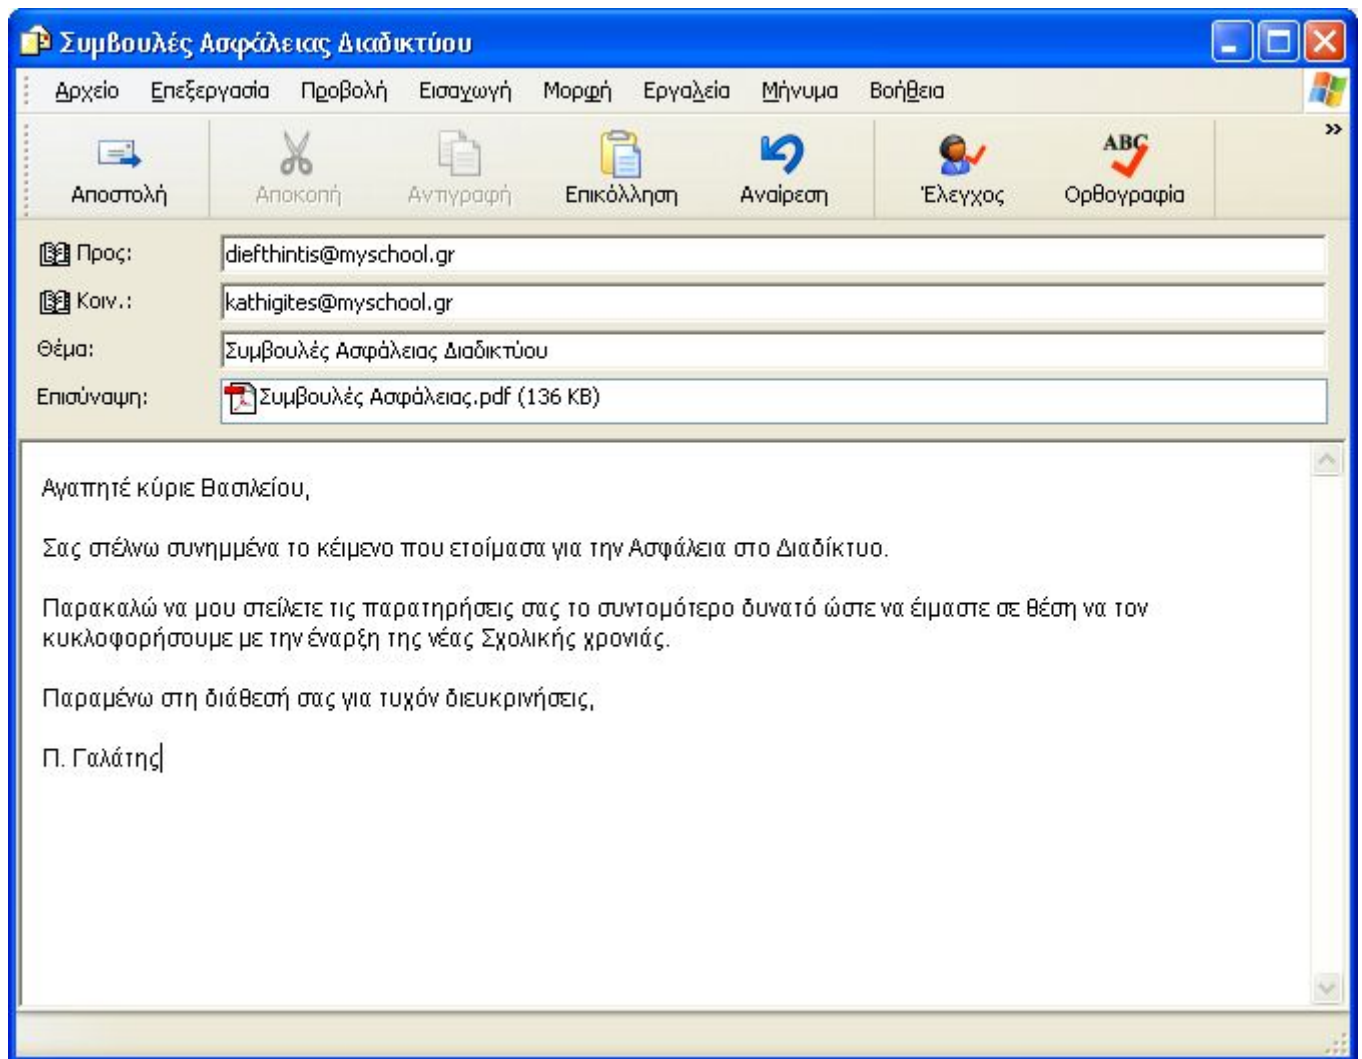 Συμβουλές Ασφάλειας Διαδικτύου
Αρχείο Επεξεργασία Προβολή Εισαγωγή Μορφή Εργαλεία Μήνυμα Βοήθεια
Αποστολή Αποκοπή Αντιγραφή Επικόλληση Αναίρεση Έλεγχος ABC Ορθογραφία »
Προς: diefthintis@myschool.gr
Κοιν.: kathigites@myschool.gr
Θέμα: Συμβουλές Ασφάλειας Διαδικτύου
Επισύναψη: Συμβουλές Ασφάλειας.pdf (136 KB)
Αγαπητέ κύριε Βασιλείου,
Σας στέλνω συνημμένα το κέιμενο που ετοίμασα για την Ασφάλεια στο Διαδίκτυο.
Παρακαλώ να μου στείλετε τις παρατηρήσεις σας το συντομότερο δυνατό ώστε να έιμαστε σε θέση να τον
κυκλοφορήσουμε με την έναρξη της νέας Σχολικής χρονιάς.
Παραμένω στη διάθεσή σας για τυχόν διευκρινήσεις,
Π. Γαλάτης